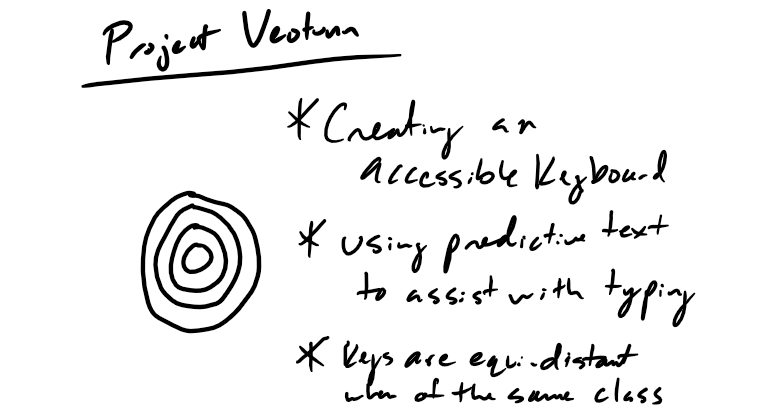 Project Veotunn
* Creating an
accessible Keyboard
* using predictive text
to assist with typing
* Keys are equi-distant
when of the same class